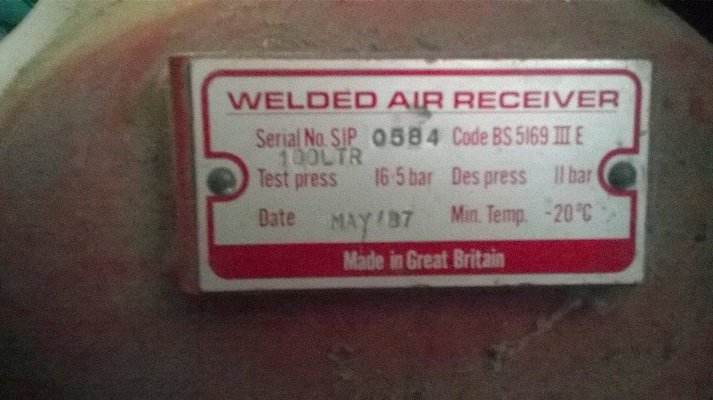 WELDED AIR RECEIVER
Serial No. SIP 0584 Code BS 5169 III E
100LTR
Test press 16·5 bar Des press 11 bar
Date MAY/87 Min. Temp. -20°C
Made in Great Britain